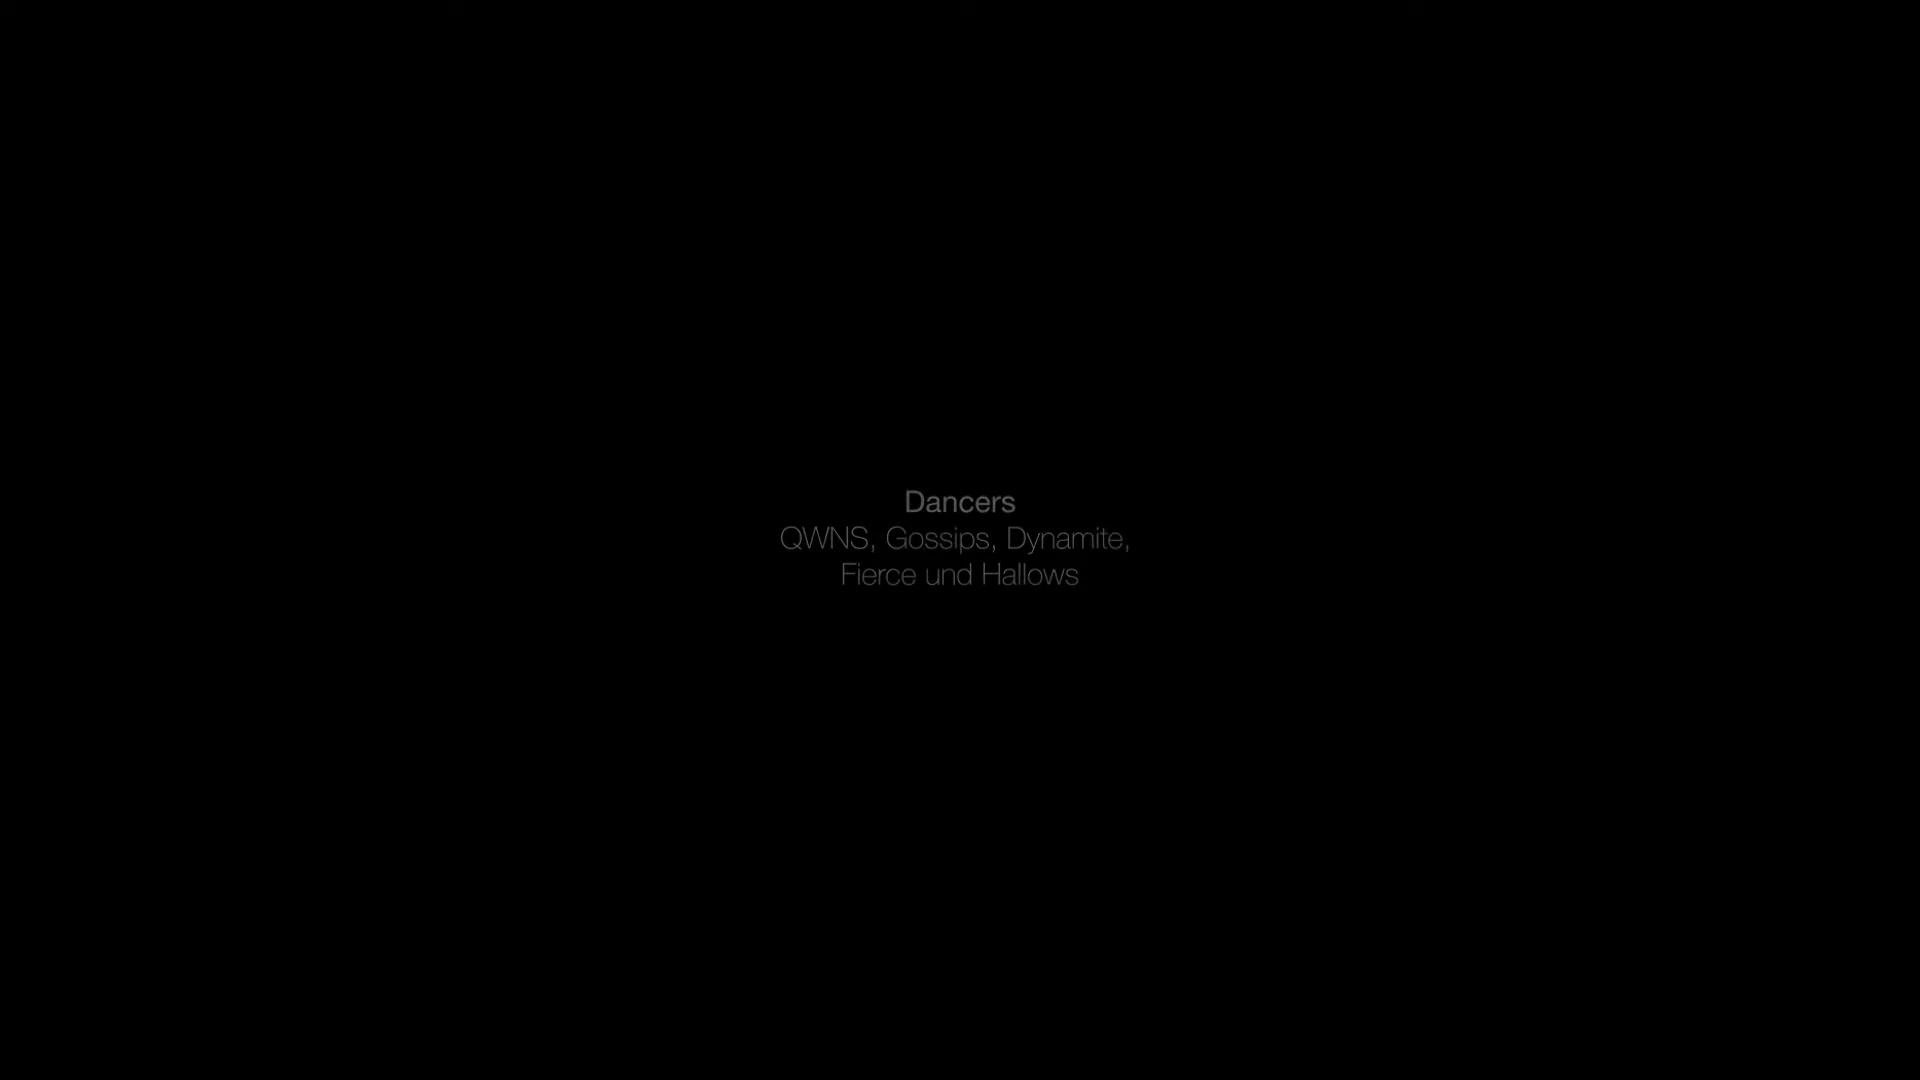 Dancers
QWNS, Gossips, Dynamite,
Fierce und Hallows